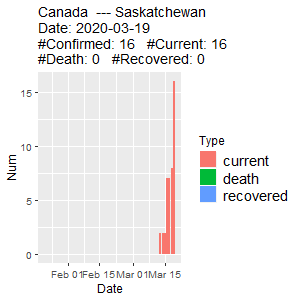 Canada  --- Saskatchewan
Date: 2020-03-19
#Confirmed: 16   #Current: 16
#Death: 0   #Recovered: 0
15
10
5
0
Num
Feb 01 Feb 15 Mar 01 Mar 15
Date
Type
current
death
recovered